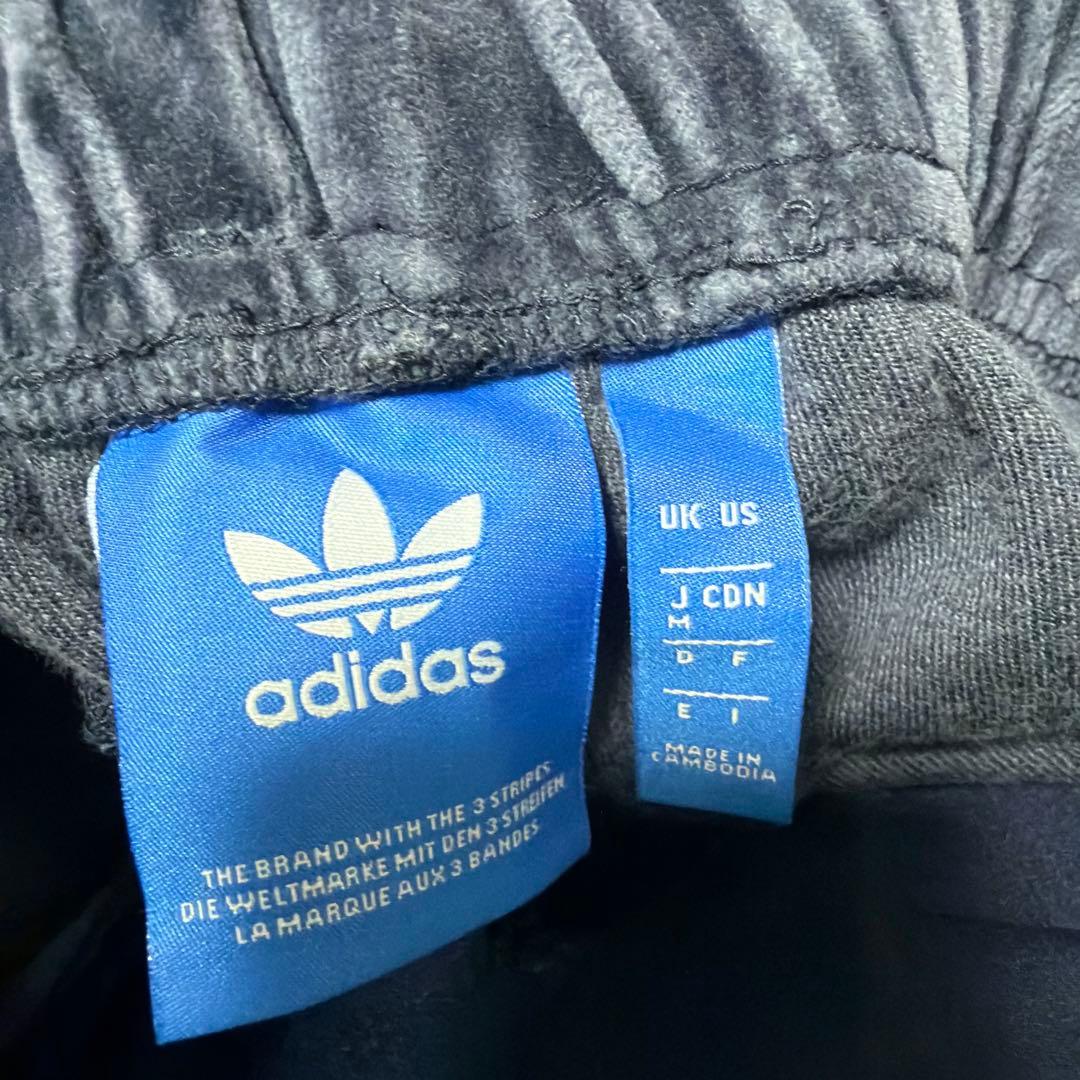 adidas
THE BRAND WITH THE 3 STRIPES
DIE WELTMARKE MIT DEN 3 STREIFEN
LA MARQUE AUX 3 BANDES
UK US
J CDN
M
D F
E I
MADE IN
CAMBODIA